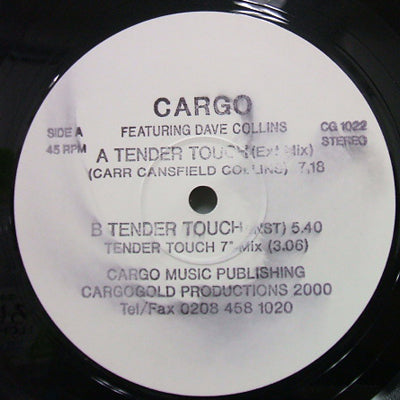 CARGO
FEATURING DAVE COLLINS
SIDE A
45 RPM
CG 1022
STEREO
A TENDER TOUCH (Ext Mix)
(CARR CANSFIELD COLLINS) 7.18
B TENDER TOUCH (INST) 5.40
TENDER TOUCH 7" Mix (3.06)
CARGO MUSIC PUBLISHING
CARGOGOLD PRODUCTIONS 2000
Tel/Fax 0208 458 1020